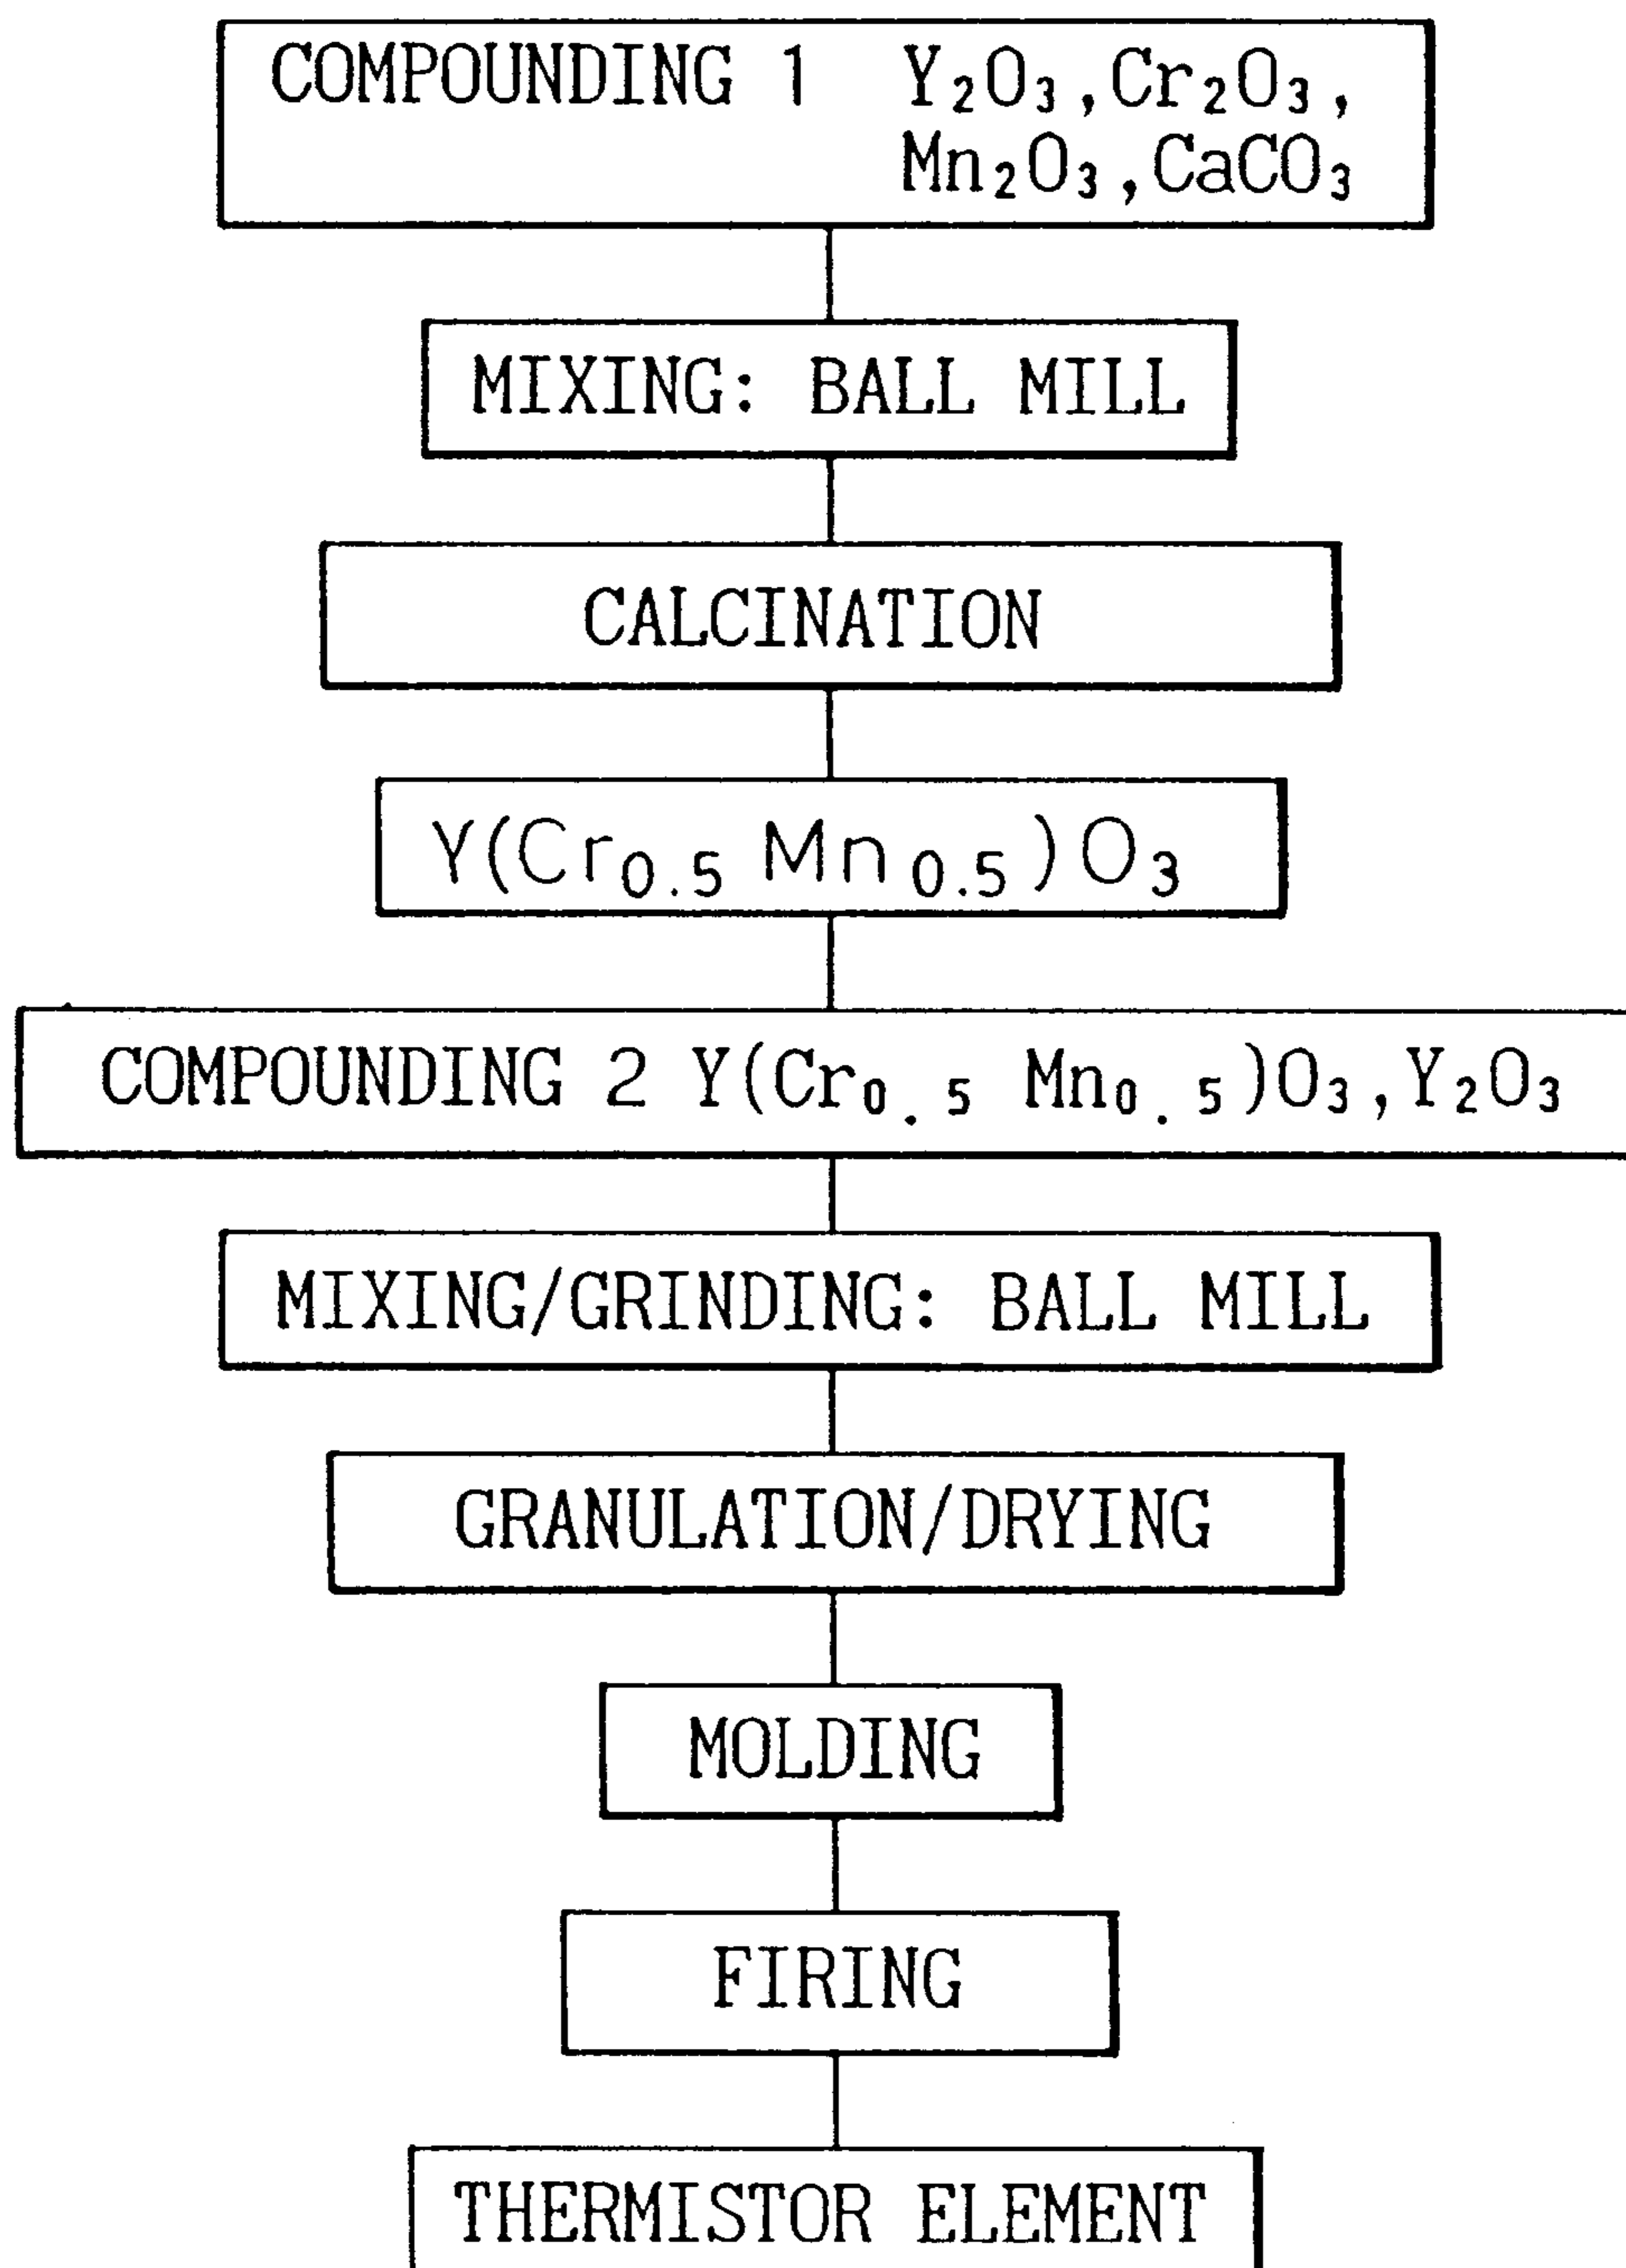 COMPOUNDING 1 Y₂O₃,Cr₂O₃,
Mn₂O₃,CaCO₃
MIXING: BALL MILL
CALCINATION
Y(Cr₀.₅ Mn₀.₅)O₃
COMPOUNDING 2 Y(Cr₀.₅ Mn₀.₅)O₃,Y₂O₃
MIXING/GRINDING: BALL MILL
GRANULATION/DRYING
MOLDING
FIRING
THERMISTOR ELEMENT